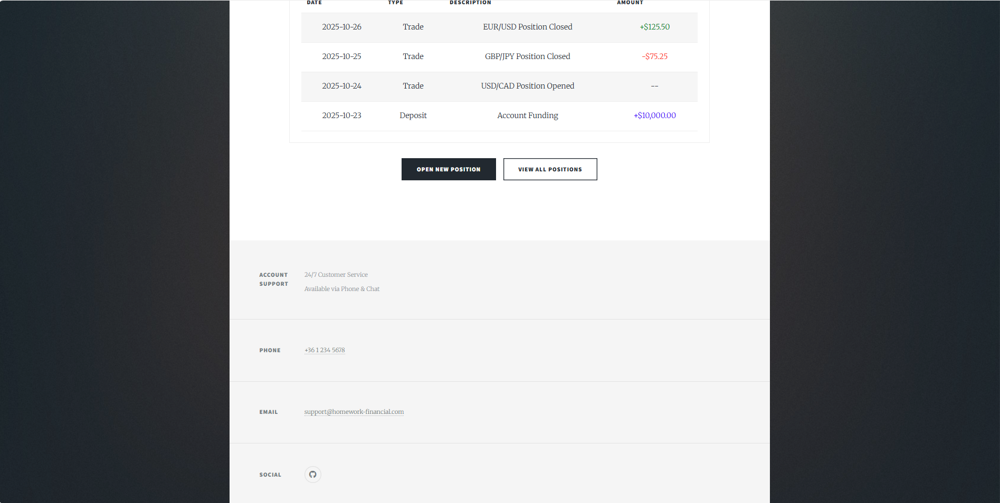 DATE TYPE DESCRIPTION AMOUNT
2025-10-26 Trade EUR/USD Position Closed +$125.50
2025-10-25 Trade GBP/JPY Position Closed -$75.25
2025-10-24 Trade USD/CAD Position Opened --
2025-10-23 Deposit Account Funding +$10,000.00
OPEN NEW POSITION VIEW ALL POSITIONS
ACCOUNT SUPPORT
24/7 Customer Service
Available via Phone & Chat
PHONE +36 1 234 5678
EMAIL support@homework-financial.com
SOCIAL